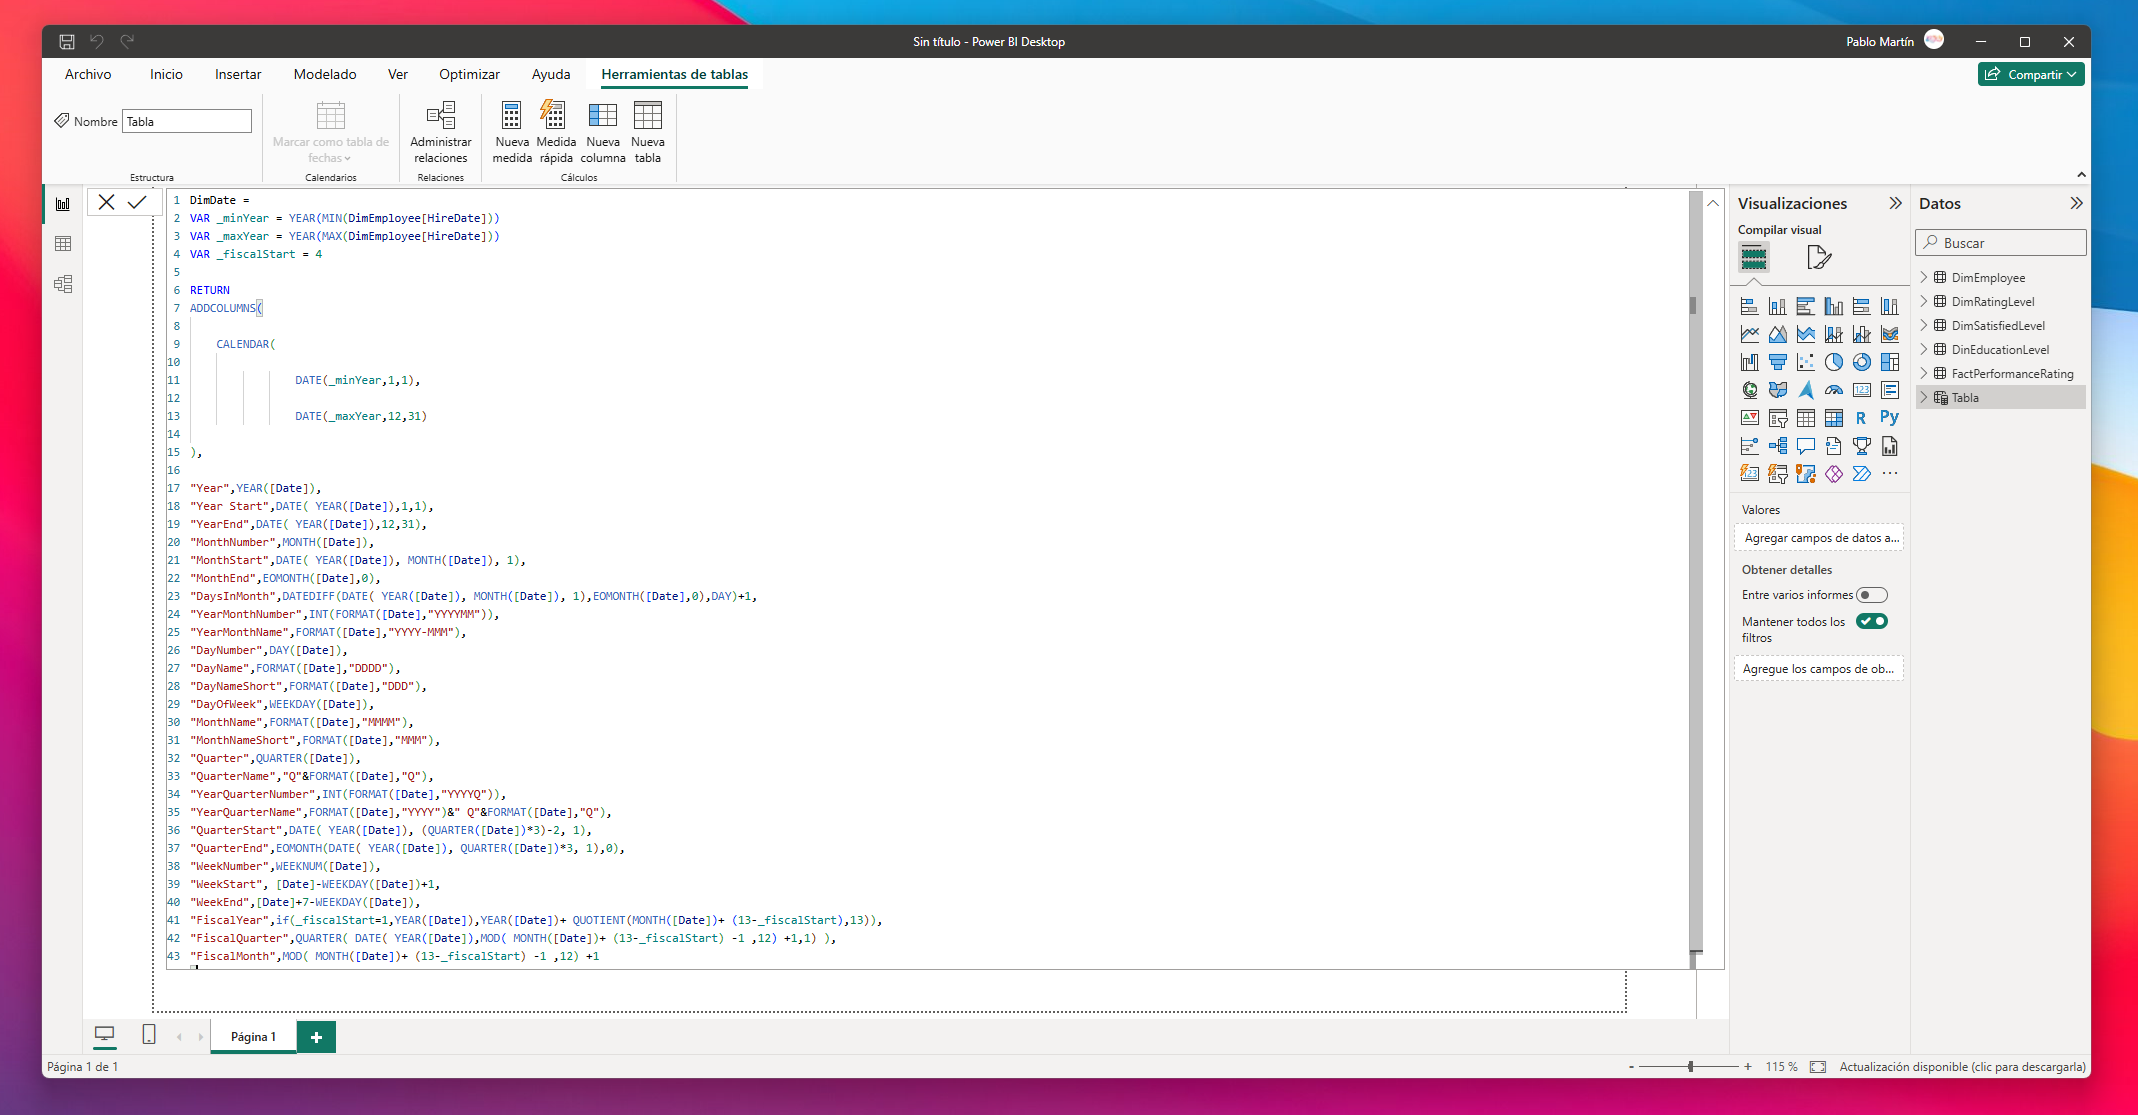 Sin título - Power BI Desktop
Pablo Martín
Archivo
Inicio
Insertar
Modelado
Ver
Optimizar
Ayuda
Herramientas de tablas
Compartir
Nombre
Tabla
Estructura
Marcar como tabla de
fechas
Calendarios
Administrar
relaciones
Relaciones
Nueva
medida
Medida
rápida
Nueva
columna
Nueva
tabla
Cálculos
1 DimDate =
2 VAR _minYear = YEAR(MIN(DimEmployee[HireDate]))
3 VAR _maxYear = YEAR(MAX(DimEmployee[HireDate]))
4 VAR _fiscalStart = 4
5
6 RETURN
7 ADDCOLUMNS(
8
9 CALENDAR(
10
11 DATE(_minYear,1,1),
12
13 DATE(_maxYear,12,31)
14
15 ),
16
17 "Year",YEAR([Date]),
18 "Year Start",DATE( YEAR([Date]),1,1),
19 "YearEnd",DATE( YEAR([Date]),12,31),
20 "MonthNumber",MONTH([Date]),
21 "MonthStart",DATE( YEAR([Date]), MONTH([Date]), 1),
22 "MonthEnd",EOMONTH([Date],0),
23 "DaysInMonth",DATEDIFF(DATE( YEAR([Date]), MONTH([Date]), 1),EOMONTH([Date],0),DAY)+1,
24 "YearMonthNumber",INT(FORMAT([Date],"YYYYMM")),
25 "YearMonthName",FORMAT([Date],"YYYY-MMM"),
26 "DayNumber",DAY([Date]),
27 "DayName",FORMAT([Date],"DDDD"),
28 "DayNameShort",FORMAT([Date],"DDD"),
29 "DayOfWeek",WEEKDAY([Date]),
30 "MonthName",FORMAT([Date],"MMMM"),
31 "MonthNameShort",FORMAT([Date],"MMM"),
32 "Quarter",QUARTER([Date]),
33 "QuarterName","Q"&FORMAT([Date],"Q"),
34 "YearQuarterNumber",INT(FORMAT([Date],"YYYYQ")),
35 "YearQuarterName",FORMAT([Date],"YYYY")&" Q"&FORMAT([Date],"Q"),
36 "QuarterStart",DATE( YEAR([Date]), (QUARTER([Date])*3)-2, 1),
37 "QuarterEnd",EOMONTH(DATE( YEAR([Date]), QUARTER([Date])*3, 1),0),
38 "WeekNumber",WEEKNUM([Date]),
39 "WeekStart", [Date]-WEEKDAY([Date])+1,
40 "WeekEnd",[Date]+7-WEEKDAY([Date]),
41 "FiscalYear",if(_fiscalStart=1,YEAR([Date]),YEAR([Date])+ QUOTIENT(MONTH([Date])+ (13-_fiscalStart),13)),
42 "FiscalQuarter",QUARTER( DATE( YEAR([Date]),MOD( MONTH([Date])+ (13-_fiscalStart) -1 ,12) +1,1) ),
43 "FiscalMonth",MOD( MONTH([Date])+ (13-_fiscalStart) -1 ,12) +1
Visualizaciones
Compilar visual
123
R
Py
123
Valores
Agregar campos de datos a...
Obtener detalles
Entre varios informes
Mantener todos los
filtros
Agregue los campos de ob...
Datos
Buscar
DimEmployee
DimRatingLevel
DimSatisfiedLevel
DinEducationLevel
FactPerformanceRating
Tabla
Página 1
Página 1 de 1
- + 115 %
Actualización disponible (clic para descargarla)